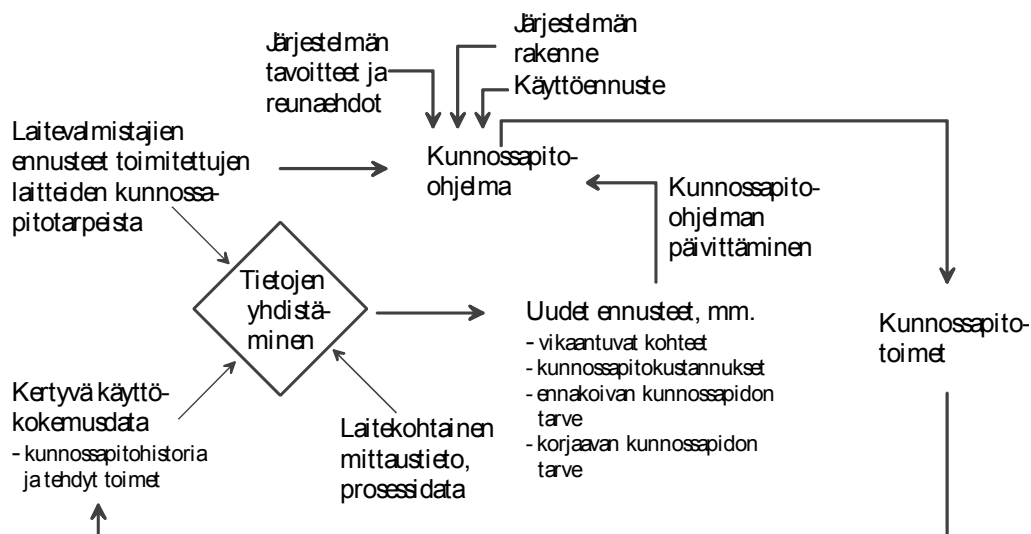 Järjestelmän
tavoitteet ja
reunaehdot
Järjestelmän
rakenne
Käyttöennuste
Laitevalmistajien
ennusteet toimitettujen
laitteiden kunnossa-
pitotarpeista
Kunnossapito-
ohjelma
Kunnossapito-
ohjelman
päivittäminen
Tietojen
yhdistä-
minen
Uudet ennusteet, mm.
- vikaantuvat kohteet
- kunnossapitokustannukset
- ennakoivan kunnossapidon
tarve
- korjaavan kunnossapidon
tarve
Kunnossapito-
toimet
Kertyvä käyttö-
kokemusdata
- kunnossapitohistoria
ja tehdyt toimet
Laitekohtainen
mittaustieto,
prosessidata